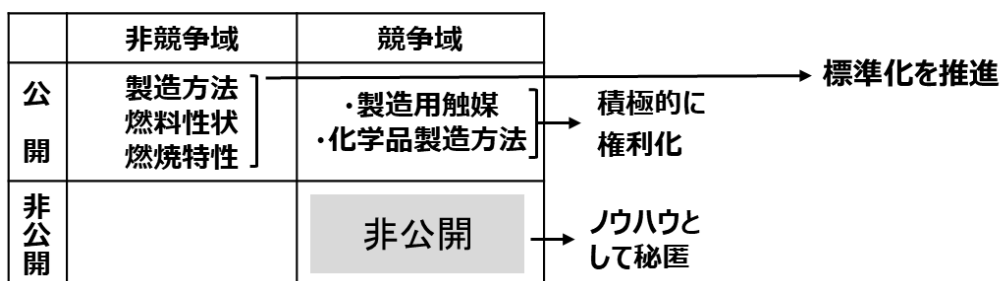 非競争域
競争域
公開
製造方法
燃料性状
燃焼特性
・製造用触媒
・化学品製造方法
標準化を推進
積極的に
権利化
非公開
非公開
ノウハウと
して秘匿